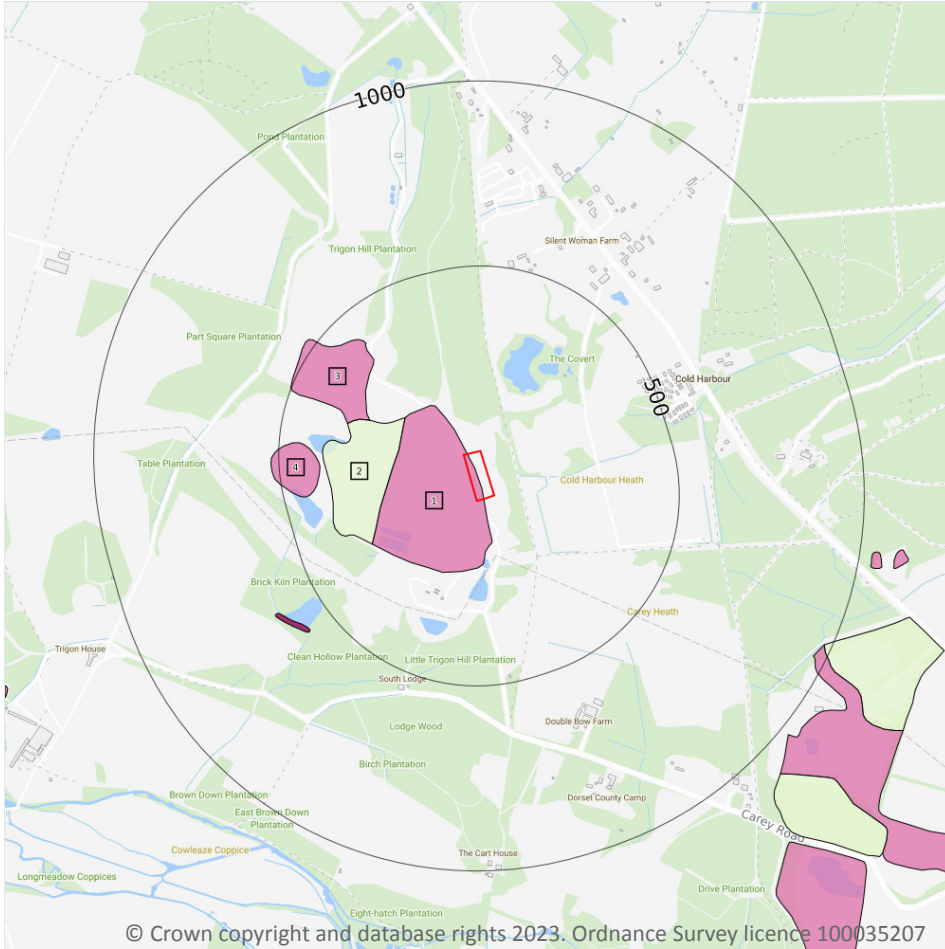 1000
Pond Plantation
Trigon Hill Plantation
Silent Woman Farm
Part Square Plantation
The Covert
3
500
Cold Harbour
Table Plantation
4
2
Cold Harbour Heath
1
Brick Kiln Plantation
Carey Heath
Trigon House
Clean Hollow Plantation
Little Trigon Hill Plantation
South Lodge
Lodge Wood
Double Bow Farm
Birch Plantation
Brown Down Plantation
Dorset County Camp
East Brown Down
Plantation
Carey Road
Cowleaze Coppice
The Cart House
Longmeadow Coppices
Drive Plantation
Eight-hatch Plantation
© Crown copyright and database rights 2023. Ordnance Survey licence 100035207